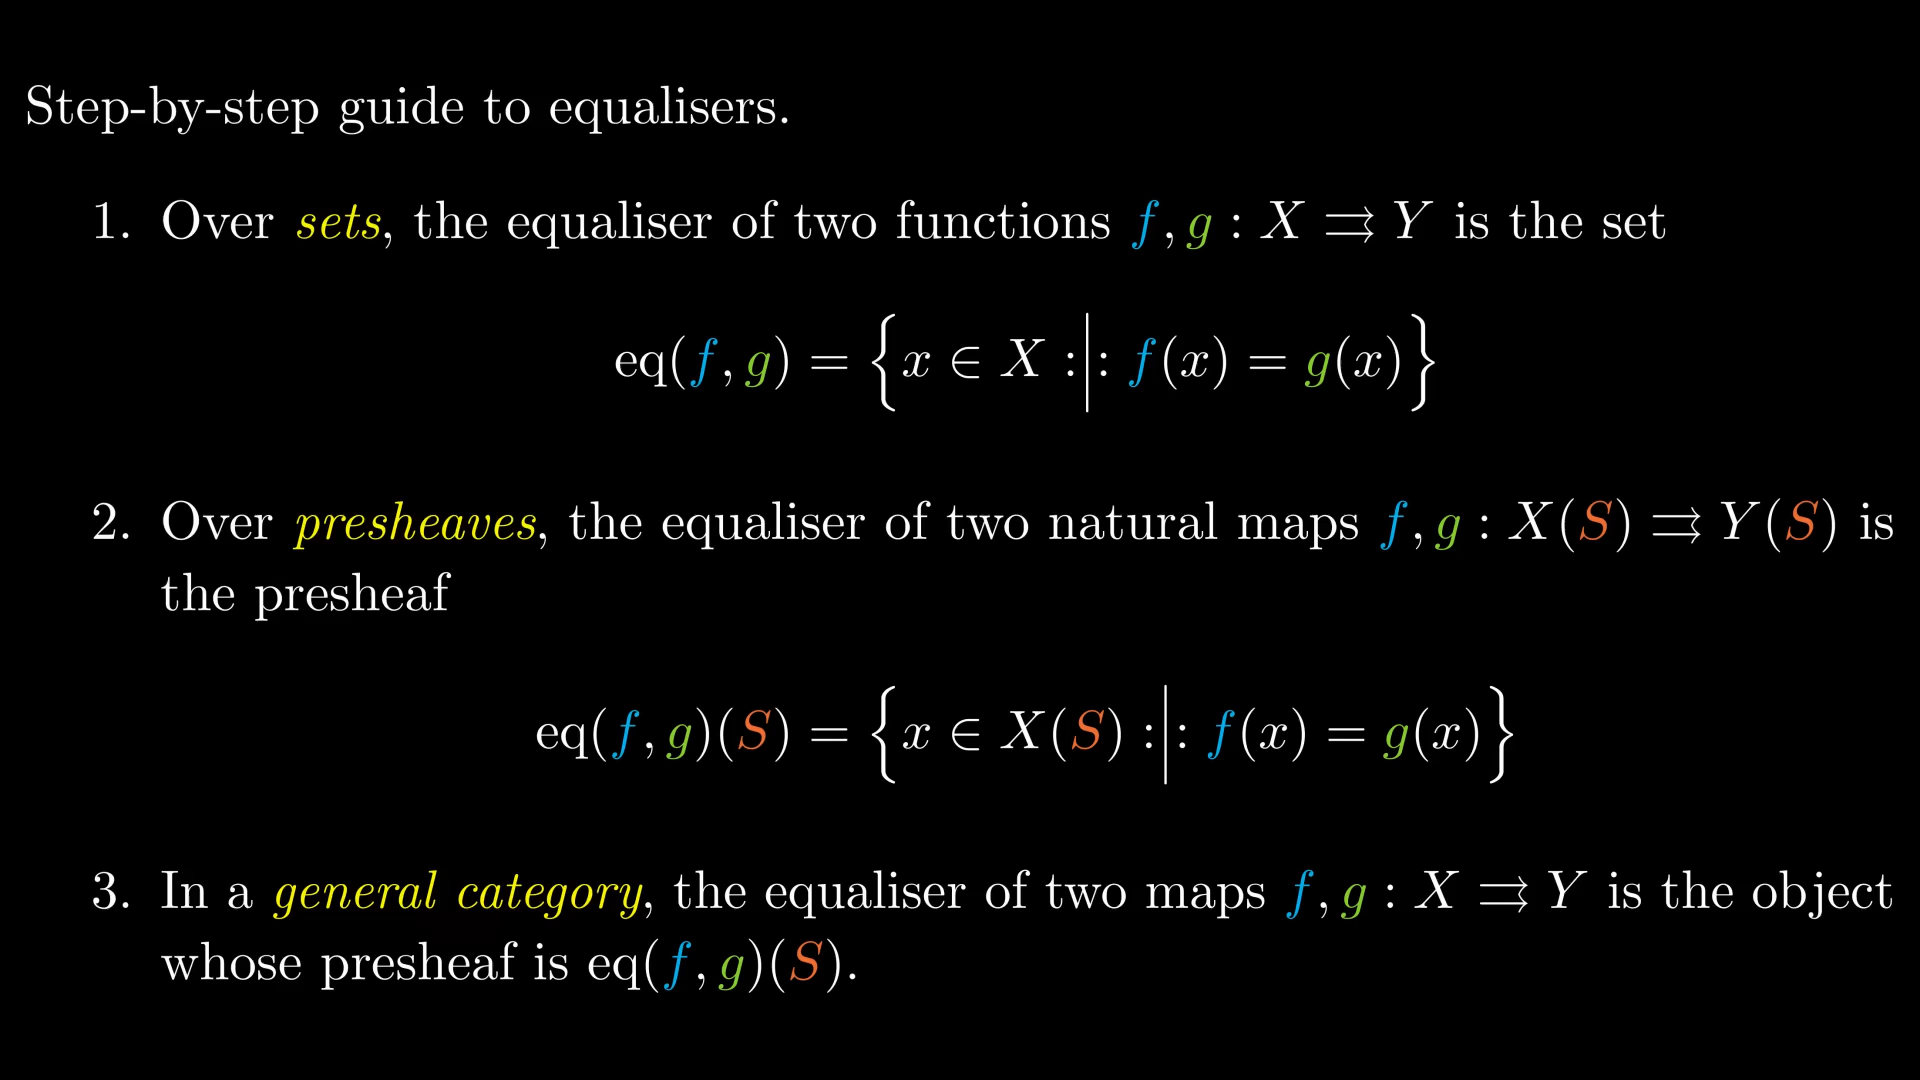 Step-by-step guide to equalisers.
1. Over sets, the equaliser of two functions f, g : X ⇉ Y is the set
eq(f, g) = {x ∈ X :|: f(x) = g(x)}
2. Over presheaves, the equaliser of two natural maps f, g : X(S) ⇉ Y(S) is
the presheaf
eq(f, g)(S) = {x ∈ X(S) :|: f(x) = g(x)}
3. In a general category, the equaliser of two maps f, g : X ⇉ Y is the object
whose presheaf is eq(f, g)(S).